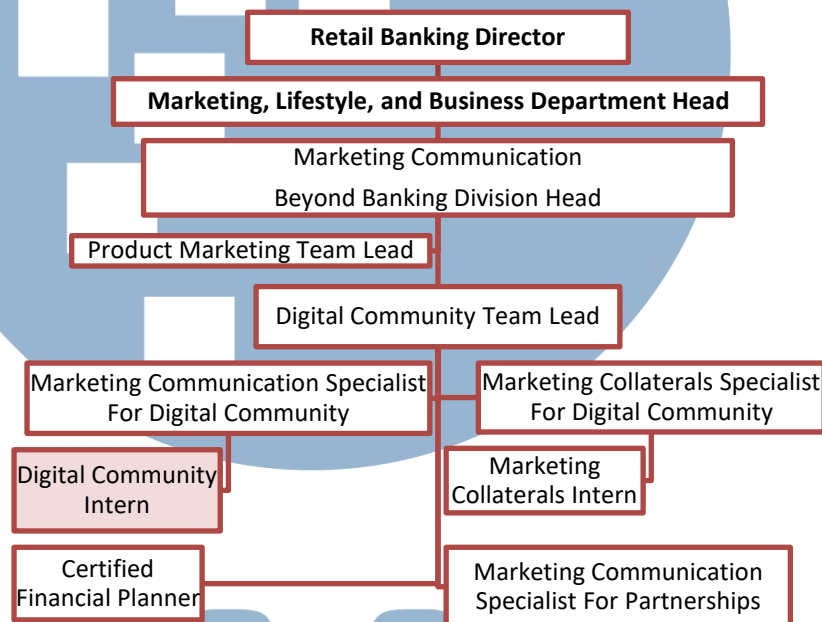 Retail Banking Director
Marketing, Lifestyle, and Business Department Head
Marketing Communication
Beyond Banking Division Head
Product Marketing Team Lead
Digital Community Team Lead
Marketing Communication Specialist
For Digital Community
Marketing Collaterals Specialist
For Digital Community
Digital Community
Intern
Marketing
Collaterals Intern
Certified
Financial Planner
Marketing Communication
Specialist For Partnerships